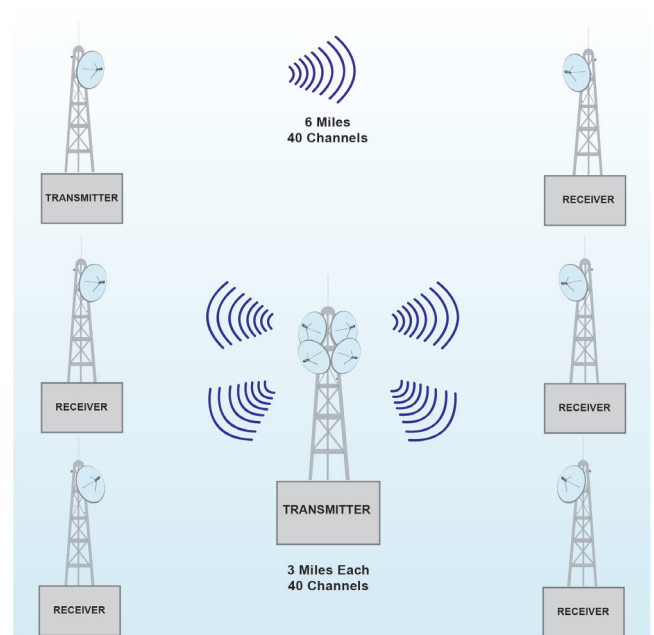 6 Miles
40 Channels
TRANSMITTER
RECEIVER
RECEIVER
RECEIVER
TRANSMITTER
3 Miles Each
40 Channels
RECEIVER
RECEIVER